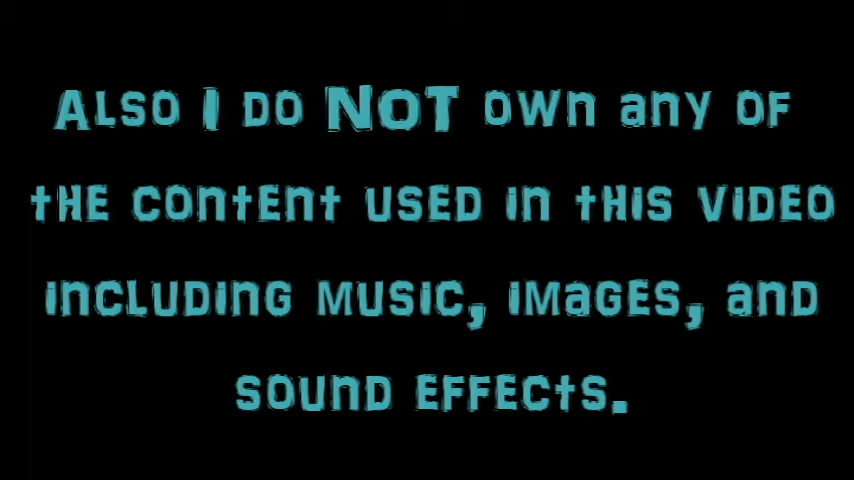 Also I do NOT own any of
the content used in this video
including music, images, and
sound effects.